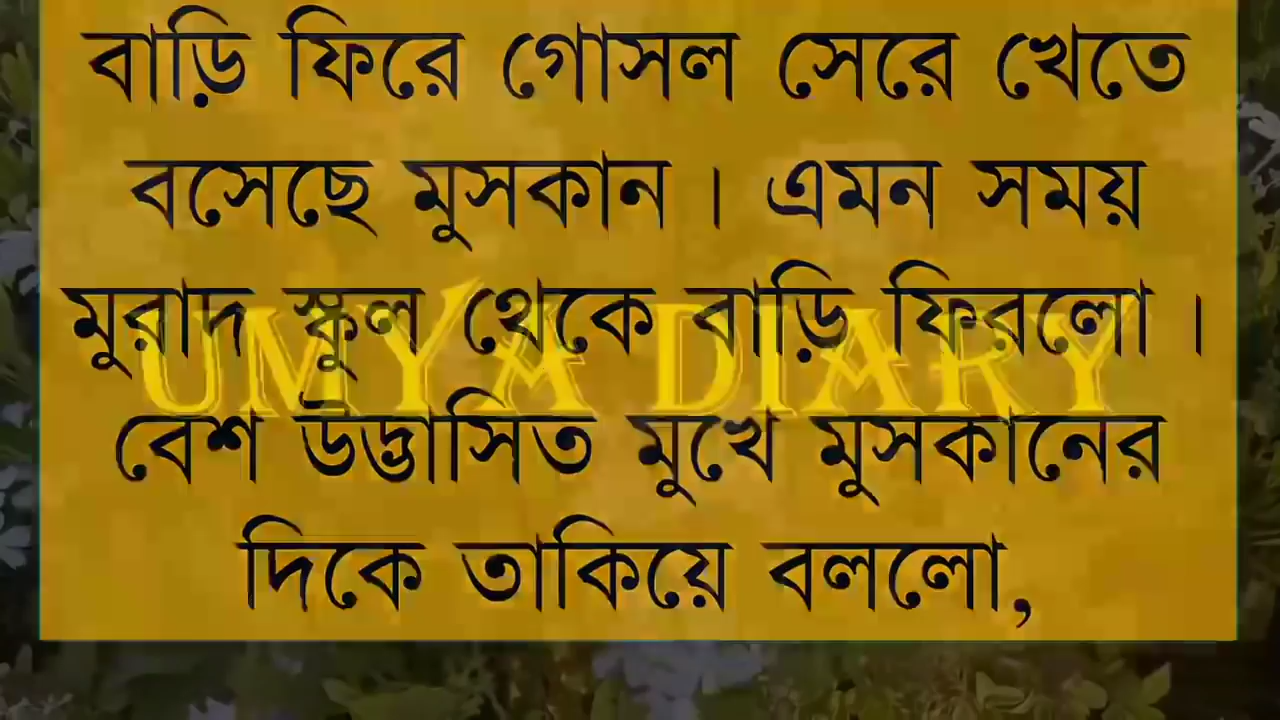 বাড়ি ফিরে গোসল সেরে খেতে
বসেছে মুসকান । এমন সময়
মুরাদ স্কুল থেকে বাড়ি ফিরলো ।
UMYA DIARY
বেশ উদ্ভাসিত মুখে মুসকানের
দিকে তাকিয়ে বললো,